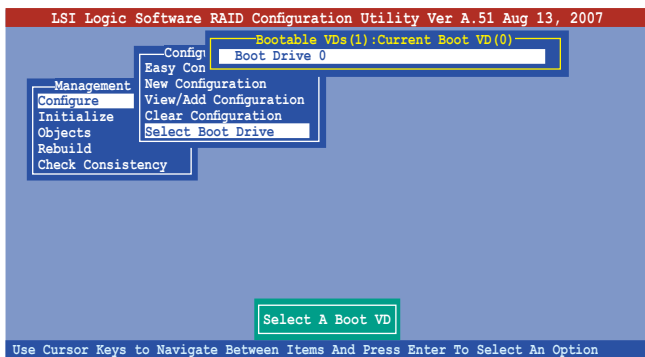 LSI Logic Software RAID Configuration Utility Ver A.51 Aug 13, 2007
Bootable VDs(1):Current Boot VD(0)
Boot Drive 0
Configu
Easy Con
New Configuration
View/Add Configuration
Clear Configuration
Select Boot Drive
Management
Configure
Initialize
Objects
Rebuild
Check Consistency
Select A Boot VD
Use Cursor Keys to Navigate Between Items And Press Enter To Select An Option